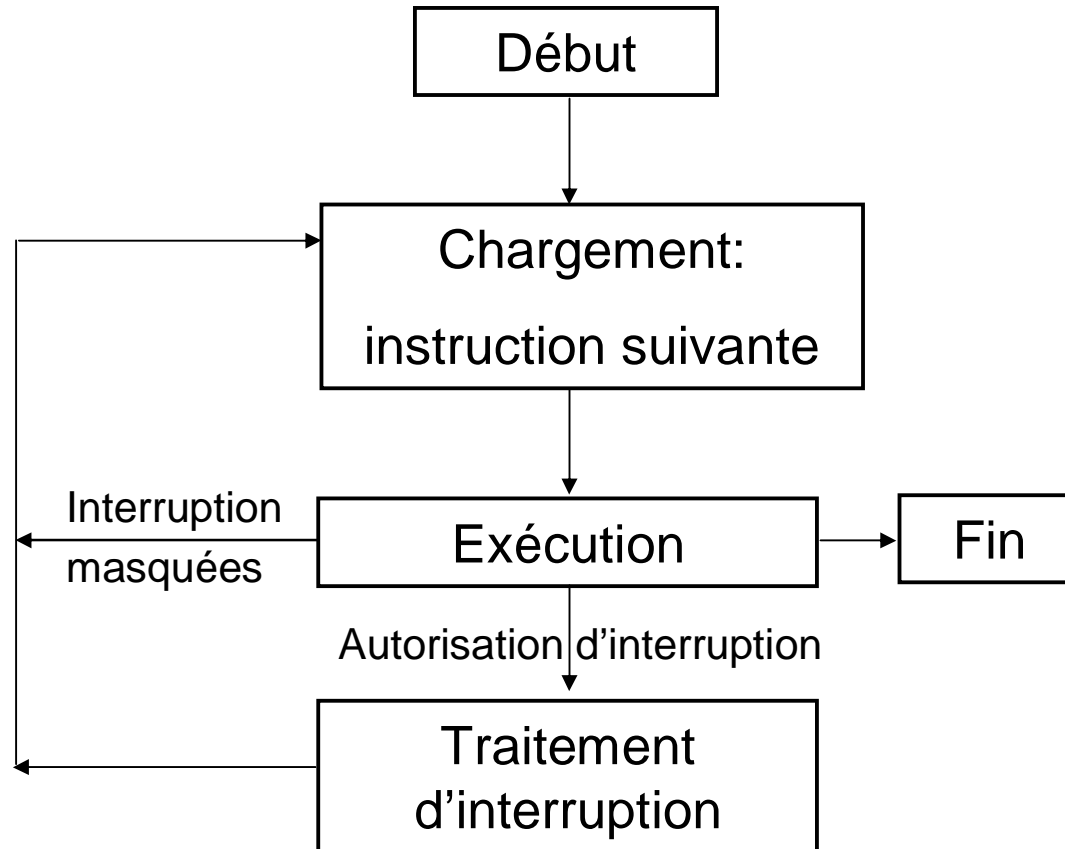 Début
Chargement:
instruction suivante
Interruption
masquées
Exécution
Fin
Autorisation d’interruption
Traitement
d’interruption